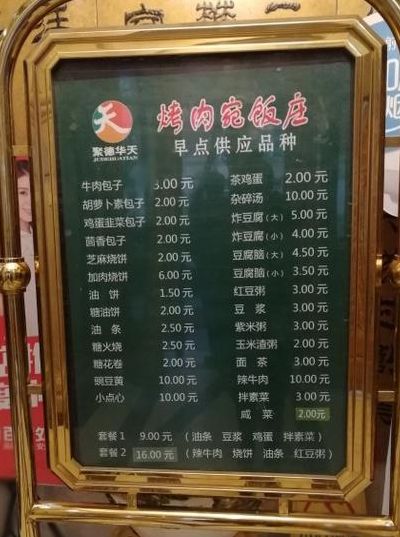 聚德华天
JUDEHUATIAN
烤肉宛饭店
早点供应品种
牛肉包子 3.00 元
胡萝卜素包子 2.00 元
鸡蛋韭菜包子 2.00 元
茴香包子 2.00 元
芝麻烧饼 2.00 元
加肉烧饼 6.00 元
油饼 1.50 元
糖油饼 2.00 元
油条 2.50 元
糖火烧 2.50 元
糖花卷 2.00 元
豌豆黄 10.00 元
小点心 10.00 元
茶鸡蛋 2.00 元
杂碎汤 10.00 元
炸豆腐(大) 5.00 元
炸豆腐(小) 4.00 元
豆腐脑(大) 4.50 元
豆腐脑(小) 3.50 元
红豆粥 3.00 元
豆浆 3.00 元
紫米粥 3.00 元
玉米渣粥 2.00 元
面茶 3.00 元
辣牛肉 10.00 元
拌素菜 3.00 元
咸菜 2.00元
套餐1 9.00 元 (油条 豆浆 鸡蛋 拌素菜)
套餐2 16.00 元 (辣牛肉 烧饼 油条 红豆粥)